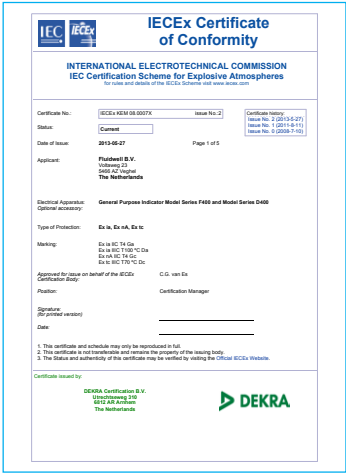 IEC IECEx
IECEx Certificate
of Conformity
INTERNATIONAL ELECTROTECHNICAL COMMISSION
IEC Certification Scheme for Explosive Atmospheres
for rules and details of the IECEx Scheme visit www.iecex.com
Certificate No.: IECEx KEM 08.0007X Issue No.:2 Certificate history:
Issue No. 2 (2013-5-27)
Issue No. 1 (2011-8-11)
Issue No. 0 (2008-7-10)
Status: Current
Date of Issue: 2013-05-27 Page 1 of 5
Applicant: Fluidwell B.V.
Voltaweg 23
5466 AZ Veghel
The Netherlands
Electrical Apparatus: General Purpose Indicator Model Series F400 and Model Series D400
Optional accessory:
Type of Protection: Ex ia, Ex nA, Ex tc
Marking: Ex ia IIC T4 Ga
Ex ia IIIC T100 ºC Da
Ex nA IIC T4 Gc
Ex tc IIIC T70 ºC Dc
Approved for issue on behalf of the IECEx C.G. van Es
Certification Body:
Position: Certification Manager
Signature:
(for printed version)
Date:
1. This certificate and schedule may only be reproduced in full.
2. This certificate is not transferable and remains the property of the issuing body.
3. The Status and authenticity of this certificate may be verified by visiting the Official IECEx Website.
Certificate issued by:
DEKRA Certification B.V.
Utrechtseweg 310
6812 AR Arnhem
The Netherlands
DEKRA